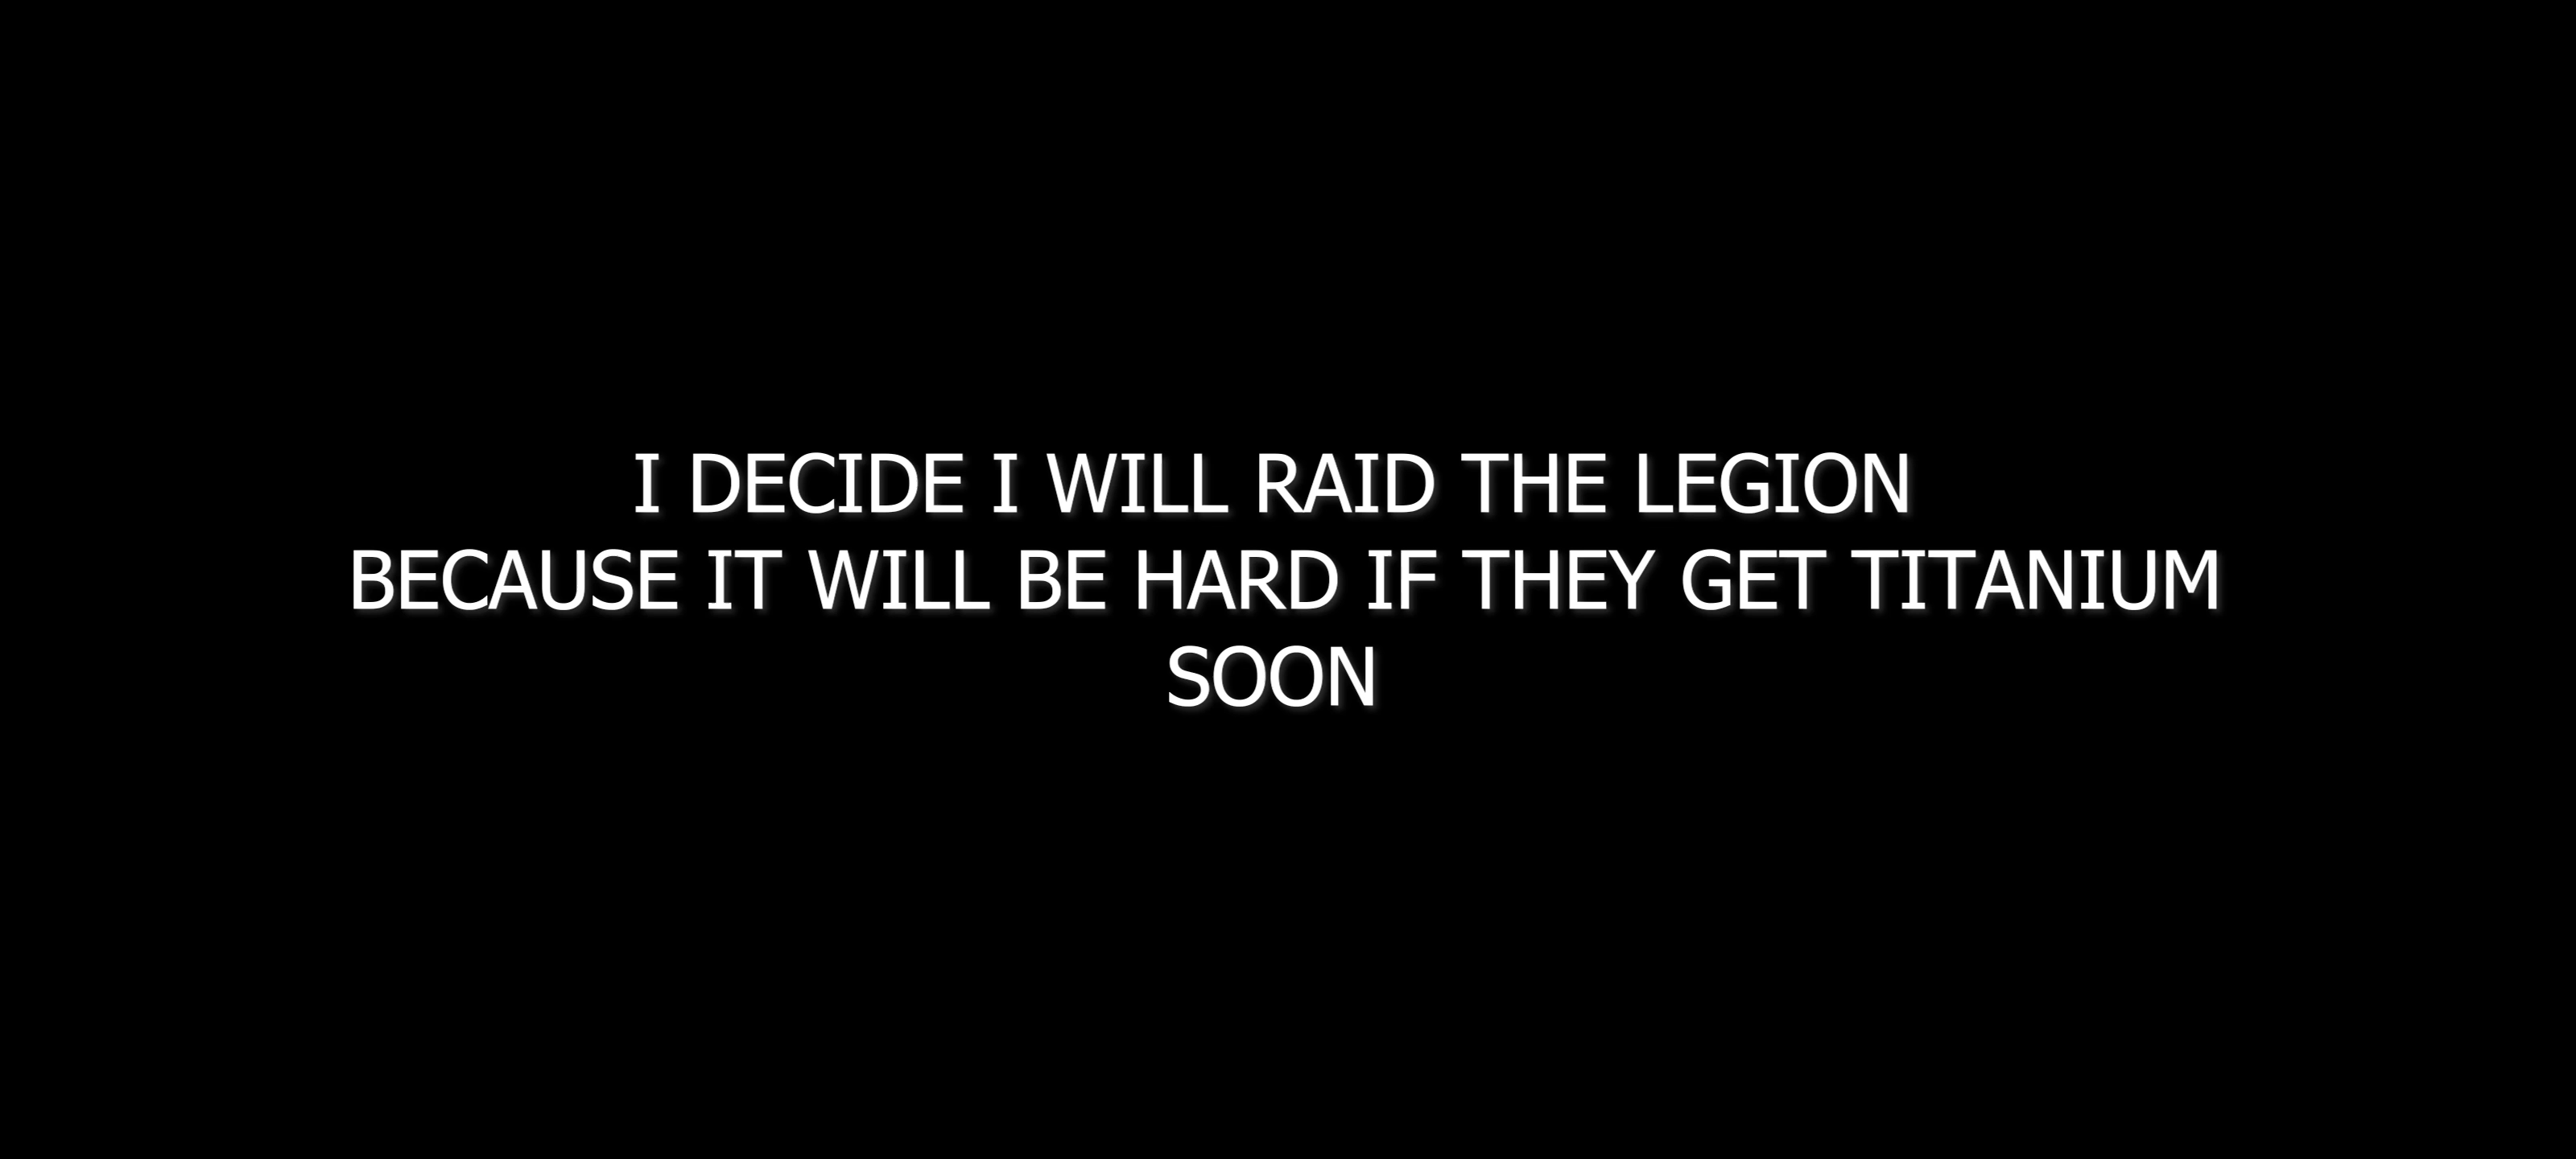 I DECIDE I WILL RAID THE LEGION
BECAUSE IT WILL BE HARD IF THEY GET TITANIUM
SOON